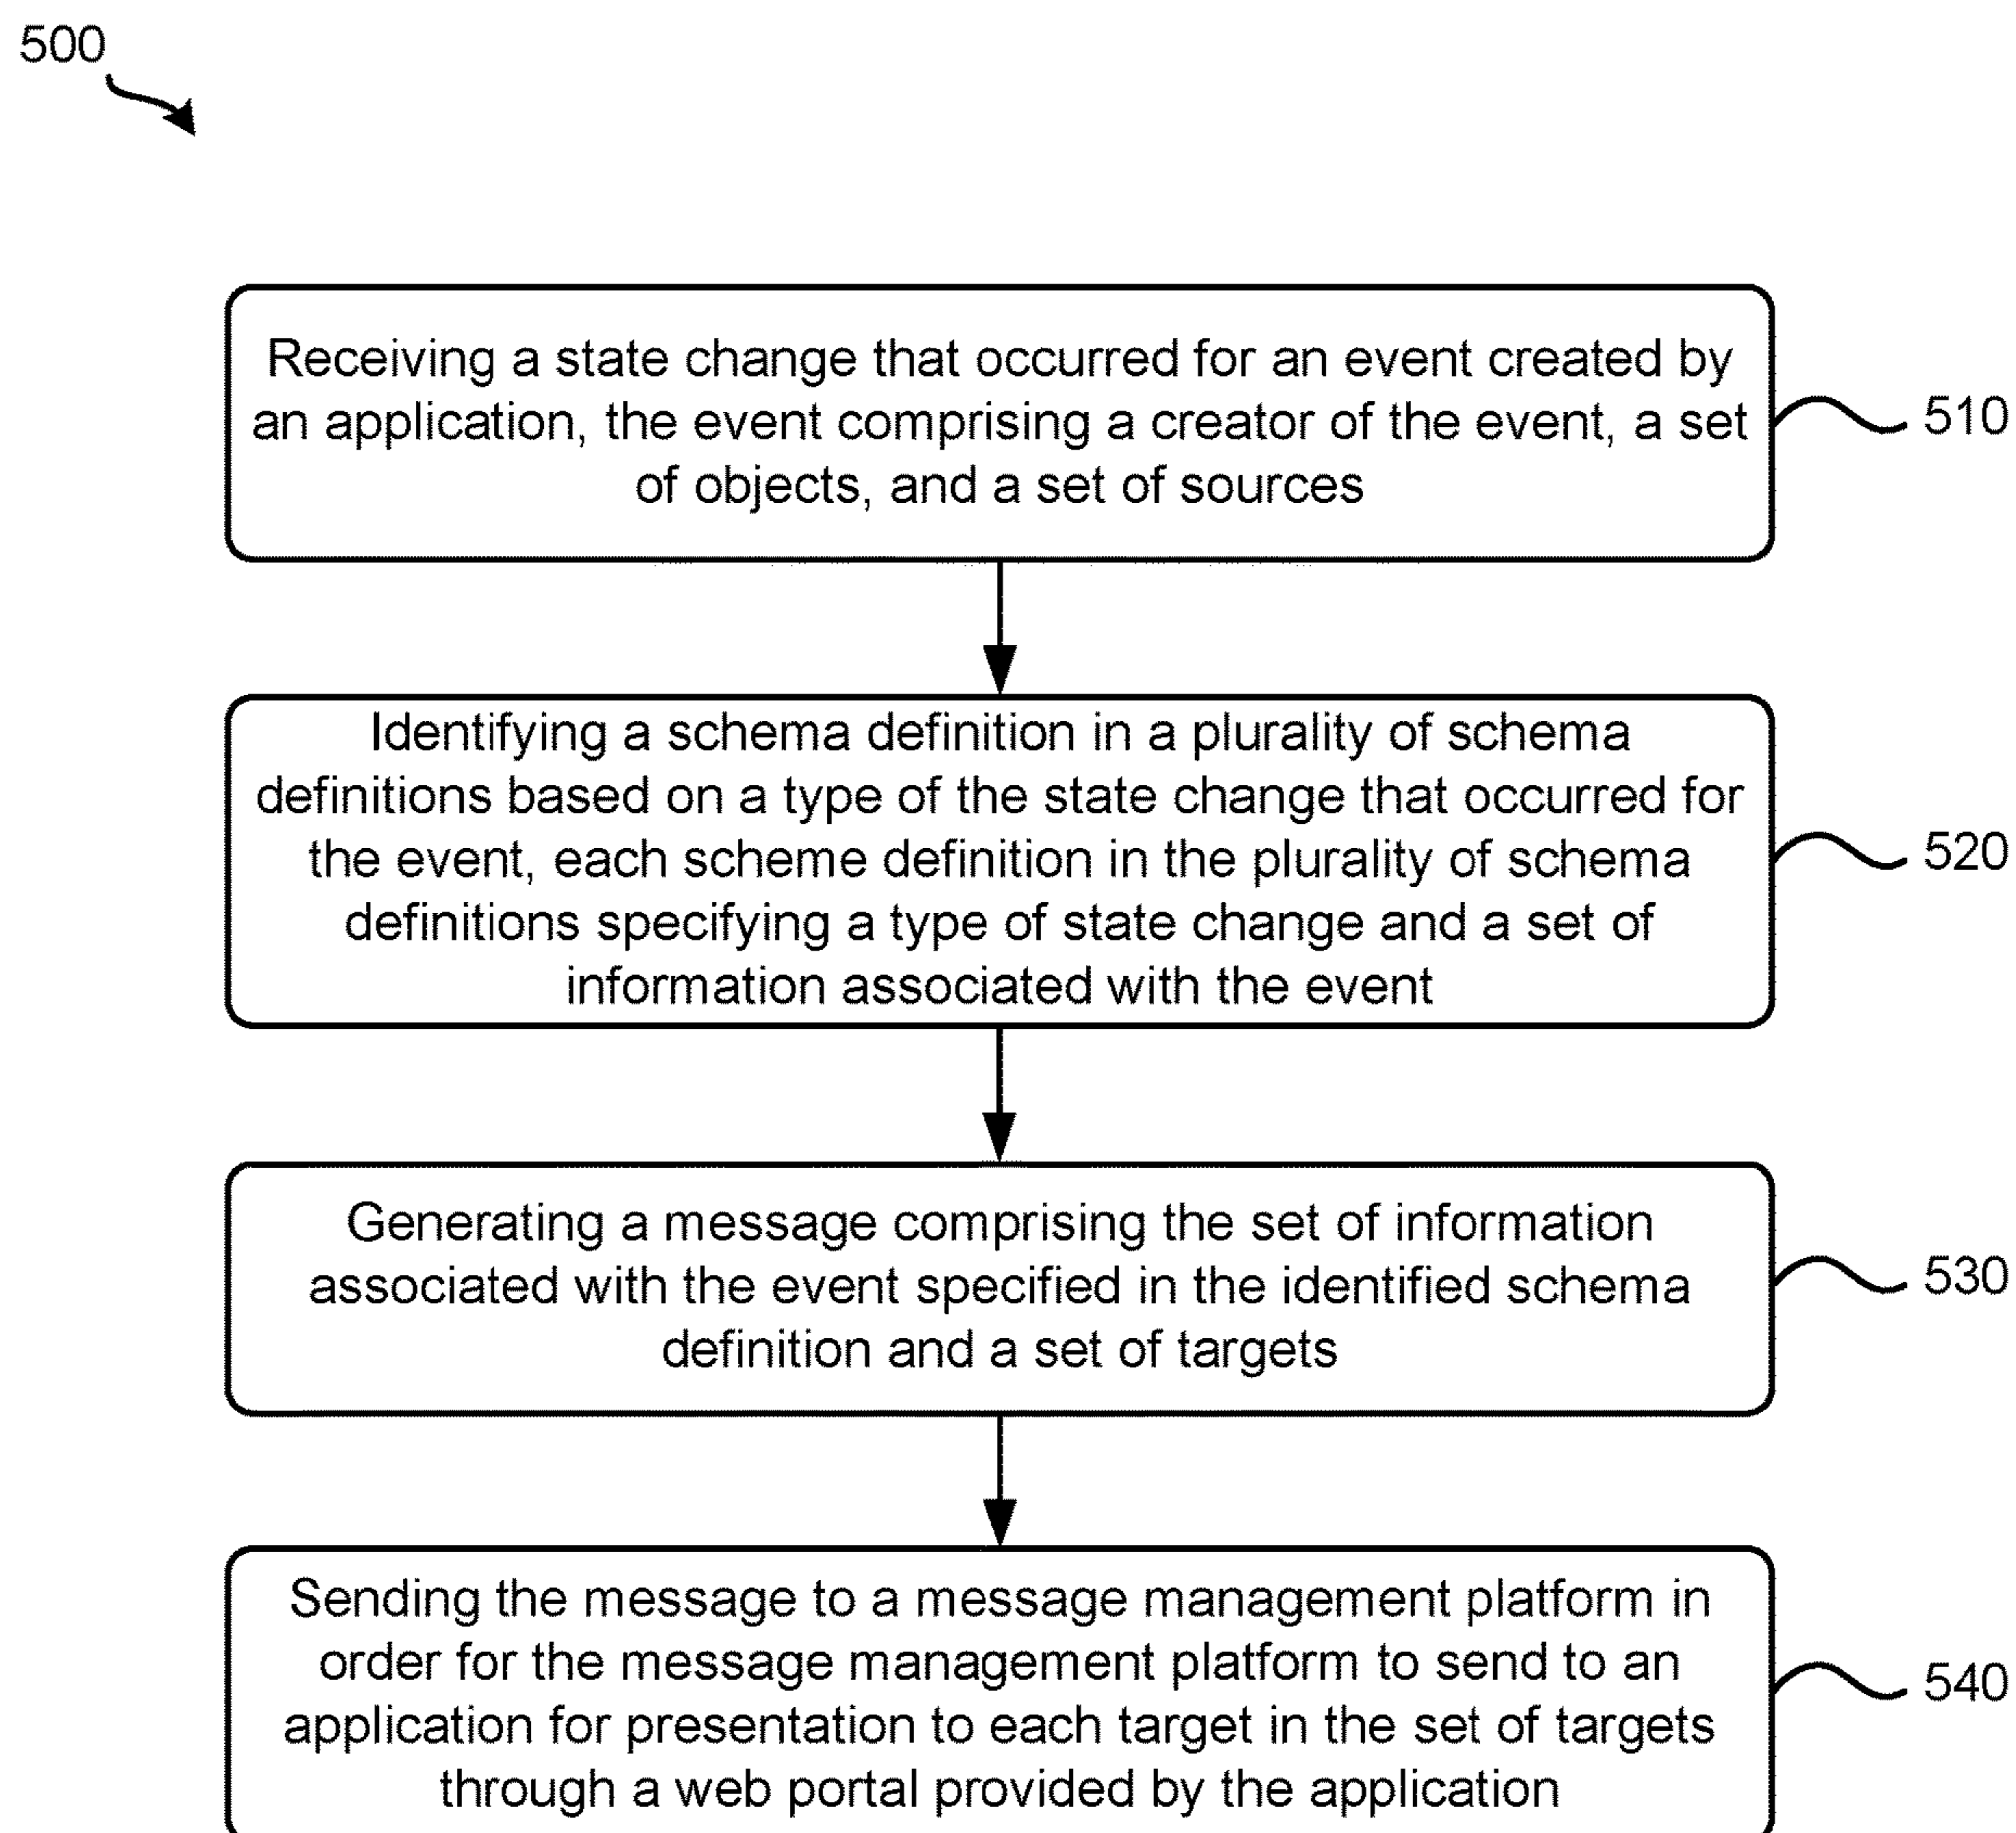 500
Receiving a state change that occurred for an event created by
an application, the event comprising a creator of the event, a set
of objects, and a set of sources
510
Identifying a schema definition in a plurality of schema
definitions based on a type of the state change that occurred for
the event, each scheme definition in the plurality of schema
definitions specifying a type of state change and a set of
information associated with the event
520
Generating a message comprising the set of information
associated with the event specified in the identified schema
definition and a set of targets
530
Sending the message to a message management platform in
order for the message management platform to send to an
application for presentation to each target in the set of targets
through a web portal provided by the application
540